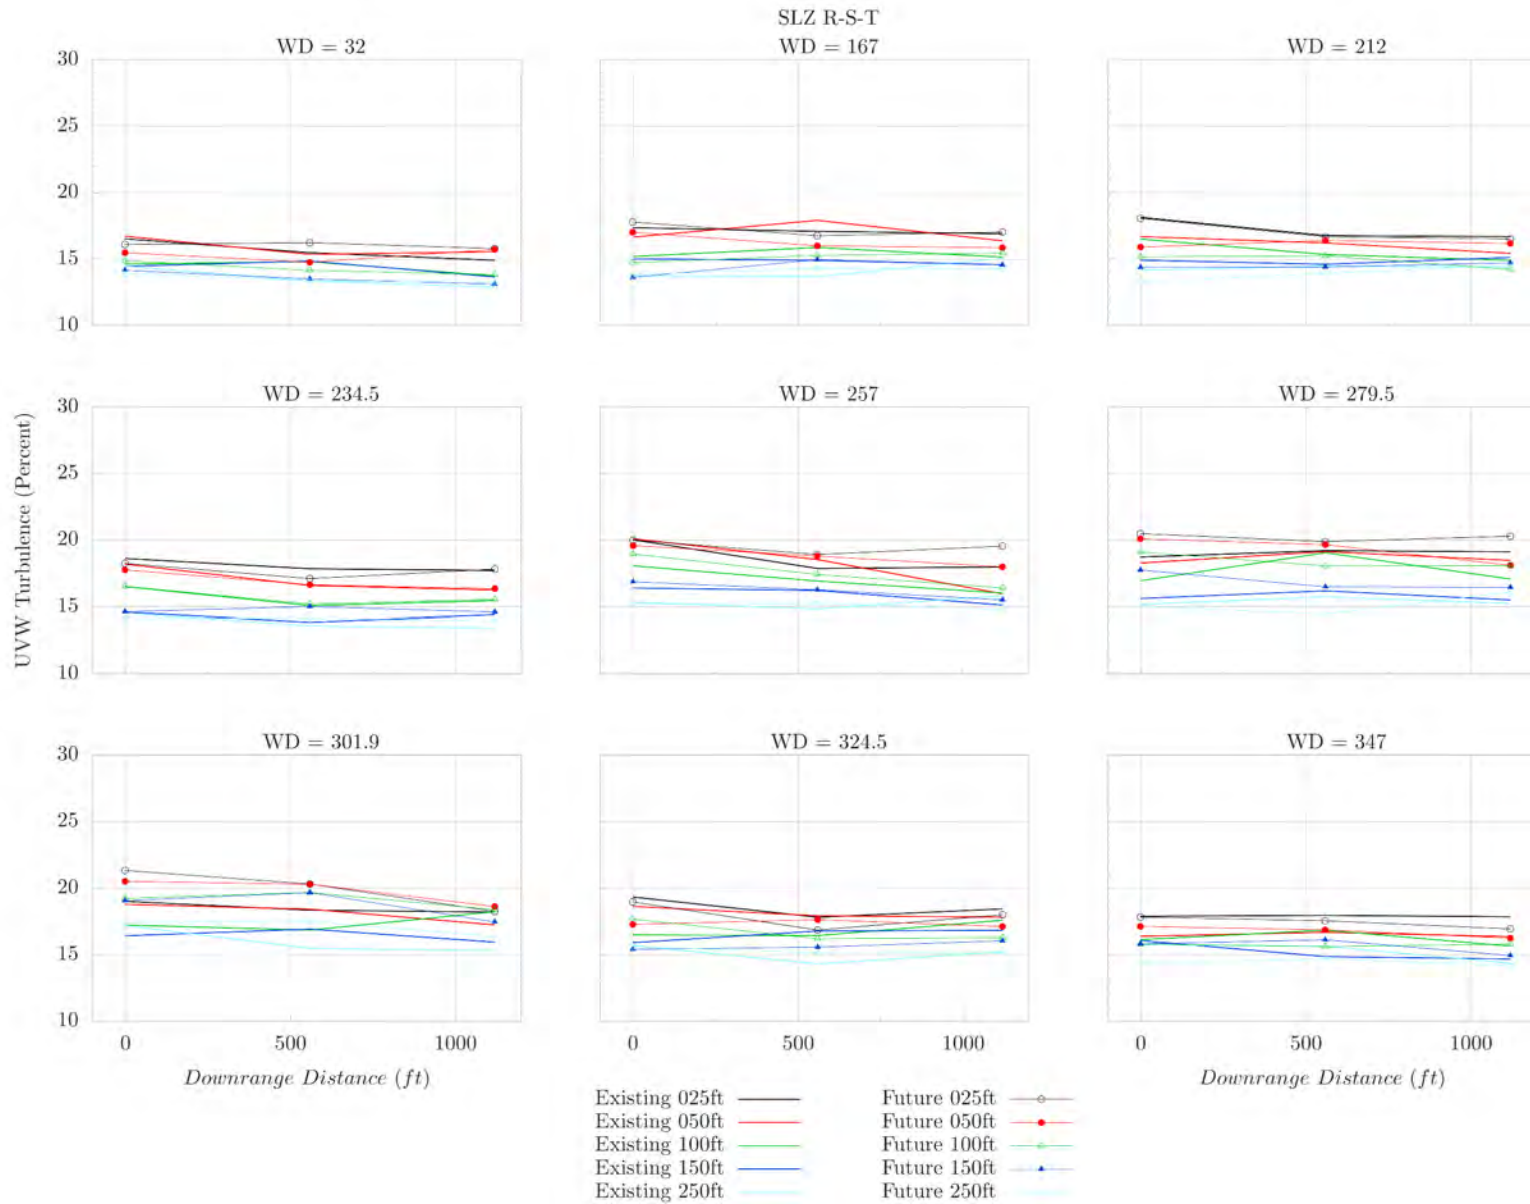 SLZ R-S-T
WD = 32
WD = 167
WD = 212
30
25
20
15
10
WD = 234.5
WD = 257
WD = 279.5
30
25
20
15
10
UVW Turbulence (Percent)
WD = 301.9
WD = 324.5
WD = 347
30
25
20
15
10
0 500 1000
0 500 1000
Downrange Distance (ft)
Downrange Distance (ft)
Existing 025ft
Future 025ft
Existing 050ft
Future 050ft
Existing 100ft
Future 100ft
Existing 150ft
Future 150ft
Existing 250ft
Future 250ft